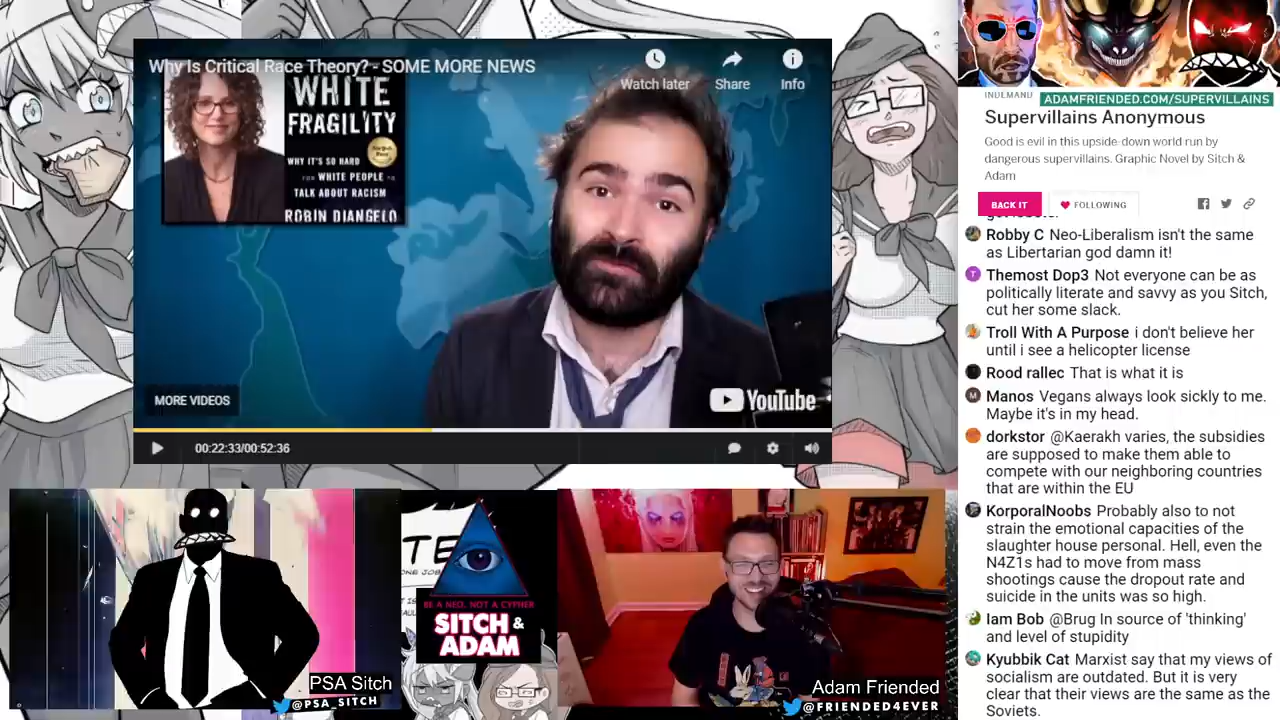 Why Is Critical Race Theory? - SOME MORE NEWS
Watch later
Share
Info
WHITE
FRAGILITY
WHY IT'S SO HARD
FOR WHITE PEOPLE TO
TALK ABOUT RACISM
ROBIN DIANGELO
MORE VIDEOS
YouTube
00:22:33/00:52:36
BE A NEO, NOT A CYPHER
SITCH &
ADAM
PSA Sitch
@PSA_SITCH
Adam Friended
@FRIENDED4EVER
INDEMAND
ADAMFRIENDED.COM/SUPERVILLAINS
Supervillains Anonymous
Good is evil in this upside-down world run by
dangerous supervillains. Graphic Novel by Sitch &
Adam
BACK IT
FOLLOWING
Robby C Neo-Liberalism isn't the same
as Libertarian god damn it!
Themost Dop3 Not everyone can be as
politically literate and savvy as you Sitch,
cut her some slack.
Troll With A Purpose i don't believe her
until i see a helicopter license
Rood rallec That is what it is
Manos Vegans always look sickly to me.
Maybe it's in my head.
dorkstor @Kaerakh varies, the subsidies
are supposed to make them able to
compete with our neighboring countries
that are within the EU
KorporalNoobs Probably also to not
strain the emotional capacities of the
slaughter house personal. Hell, even the
N4Z1s had to move from mass
shootings cause the dropout rate and
suicide in the units was so high.
Iam Bob @Brug In source of 'thinking'
and level of stupidity
Kyubbik Cat Marxist say that my views of
socialism are outdated. But it is very
clear that their views are the same as the
Soviets.